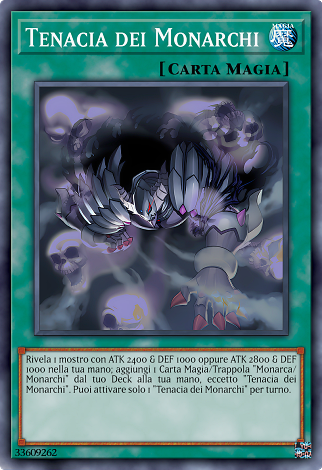 Tenacia dei Monarchi
MAGIA
魔
[Carta Magia]
Rivela 1 mostro con ATK 2400 & DEF 1000 oppure ATK 2800 & DEF
1000 nella tua mano; aggiungi 1 Carta Magia/Trappola "Monarca/
Monarchi" dal tuo Deck alla tua mano, eccetto "Tenacia dei
Monarchi". Puoi attivare solo 1 "Tenacia dei Monarchi" per turno.
33609262